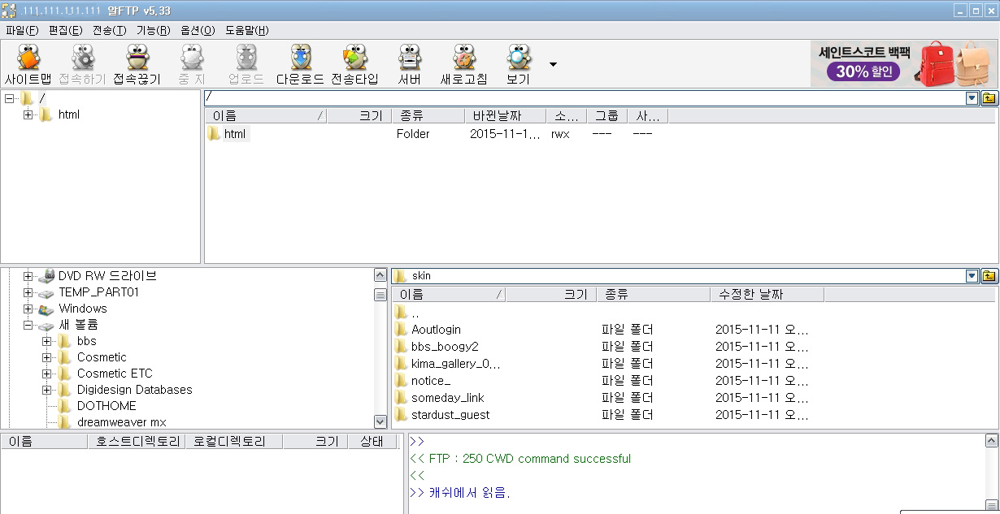 111.111.111.111 알FTP v5.33
파일(F) 편집(E) 전송(T) 기능(R) 옵션(O) 도움말(H)
사이트맵 접속하기 접속끊기 중 지 업로드 다운로드 전송타입 서버 새로고침 보기
세인트스코트 백팩
30% 할인
/
html
/
이름 / 크기 종류 바뀐날짜 소... 그룹 사...
html Folder 2015-11-1... rwx --- ---
DVD RW 드라이브
TEMP_PART01
Windows
새 볼륨
bbs
Cosmetic
Cosmetic ETC
Digidesign Databases
DOTHOME
dreamweaver mx
skin
이름 / 크기 종류 수정한 날짜
..
Aoutlogin 파일 폴더 2015-11-11 오...
bbs_boogy2 파일 폴더 2015-11-11 오...
kima_gallery_0... 파일 폴더 2015-11-11 오...
notice_ 파일 폴더 2015-11-11 오...
someday_link 파일 폴더 2015-11-11 오...
stardust_guest 파일 폴더 2015-11-11 오...
이름 호스트디렉토리 로컬디렉토리 크기 상태
>>
<< FTP : 250 CWD command successful
<<
>> 캐쉬에서 읽음.